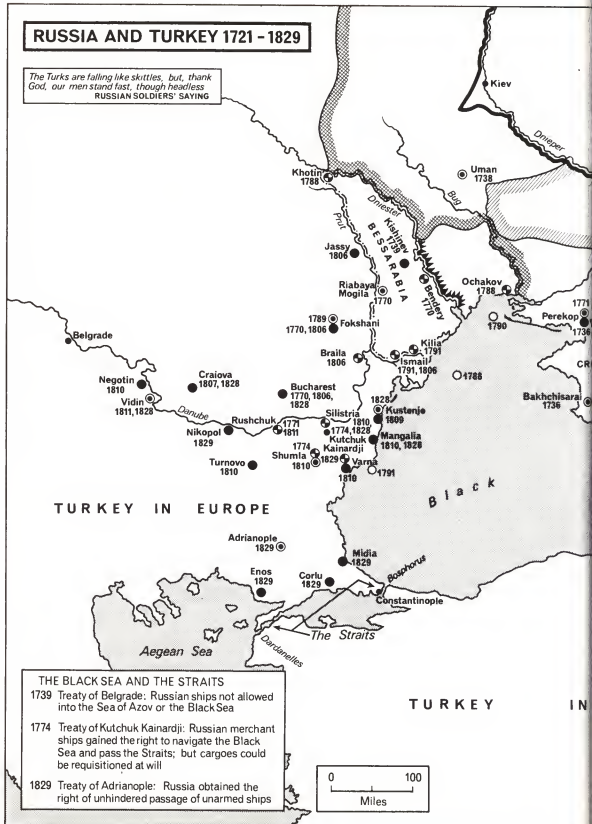 RUSSIA AND TURKEY 1721 – 1829
The Turks are falling like skittles, but, thank
God, our men stand fast, though headless
RUSSIAN SOLDIERS' SAYING
Kiev
Dnieper
Uman
1738
Bug
Khotin
1788
Dniester
Prut
BESSARABIA
Kishinev
1739
Jassy
1806
Bendery
1770
Ochakov
1788
Riabaya
Mogila
1770
1771
Perekop
1736
1790
1789
Fokshani
1770, 1806
Belgrade
Kilia
1791
Braila
1806
Ismail
1791, 1806
CRI
1788
Negotin
1810
Craiova
1807, 1828
Bucharest
1770, 1806,
1828
Bakhchisarai
1736
Vidin
1811, 1828
Danube
Rushchuk
1771
1811
Silistria
1810
1774, 1828
1828
Kustenje
1809
Nikopol
1829
Kutchuk
Kainardji
Mangalia
1810, 1828
1774
Shumla
1810
1829
Varna
1810
1791
Turnovo
1810
Black
TURKEY IN EUROPE
Adrianople
1829
Midia
1829
Bosphorus
Enos
1829
Corlu
1829
Constantinople
The Straits
Aegean Sea
Dardanelles
THE BLACK SEA AND THE STRAITS
1739 Treaty of Belgrade: Russian ships not allowed
into the Sea of Azov or the Black Sea
1774 Treaty of Kutchuk Kainardji: Russian merchant
ships gained the right to navigate the Black
Sea and pass the Straits; but cargoes could
be requisitioned at will
1829 Treaty of Adrianople: Russia obtained the
right of unhindered passage of unarmed ships
TURKEY IN
0 100
Miles